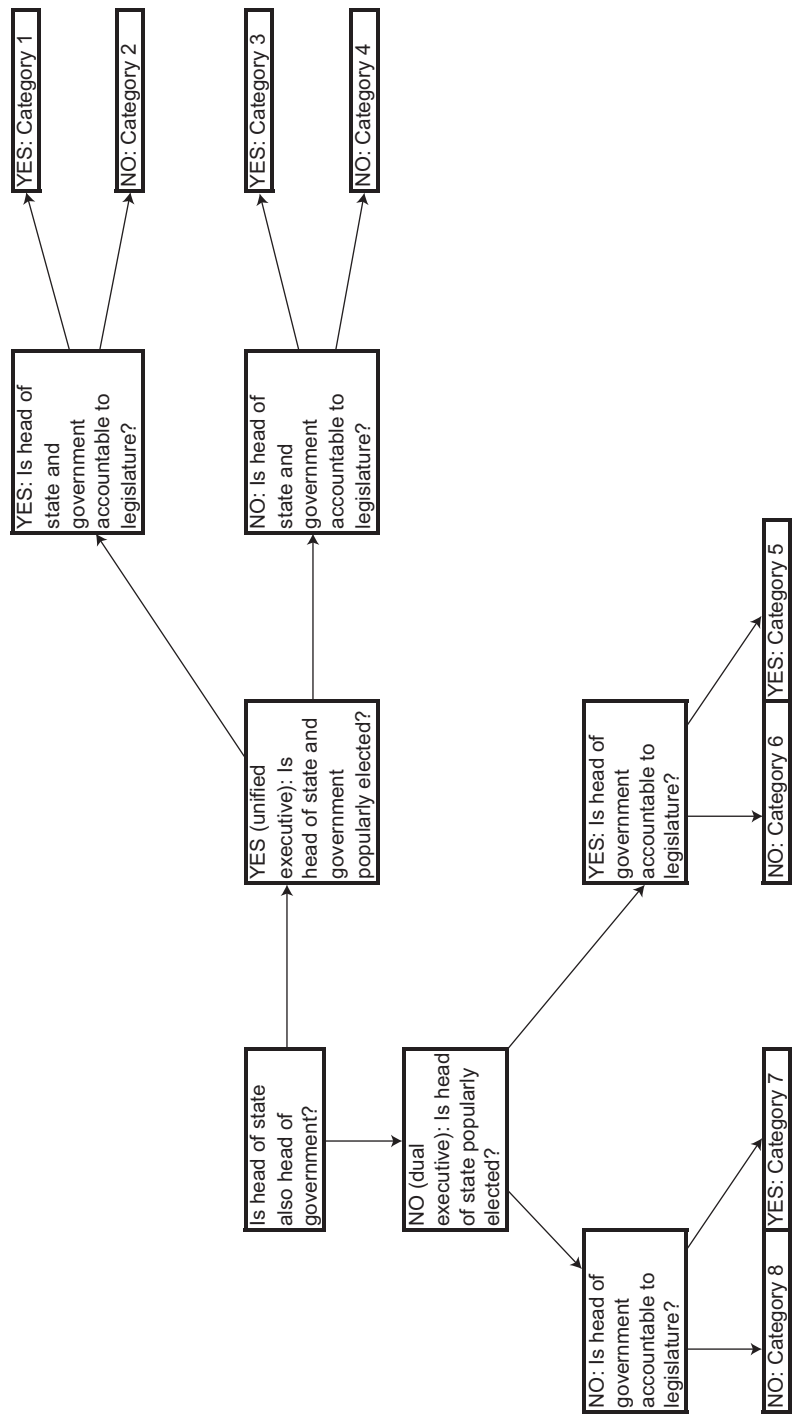 Is head of state
also head of
government?
YES (unified
executive): Is
head of state and
government
popularly elected?
YES: Is head of
state and
government
accountable to
legislature?
YES: Category 1
NO: Category 2
NO: Is head of
state and
government
accountable to
legislature?
YES: Category 3
NO: Category 4
NO (dual
executive): Is head
of state popularly
elected?
YES: Is head of
government
accountable to
legislature?
YES: Category 5
NO: Category 6
NO: Is head of
government
accountable to
legislature?
YES: Category 7
NO: Category 8